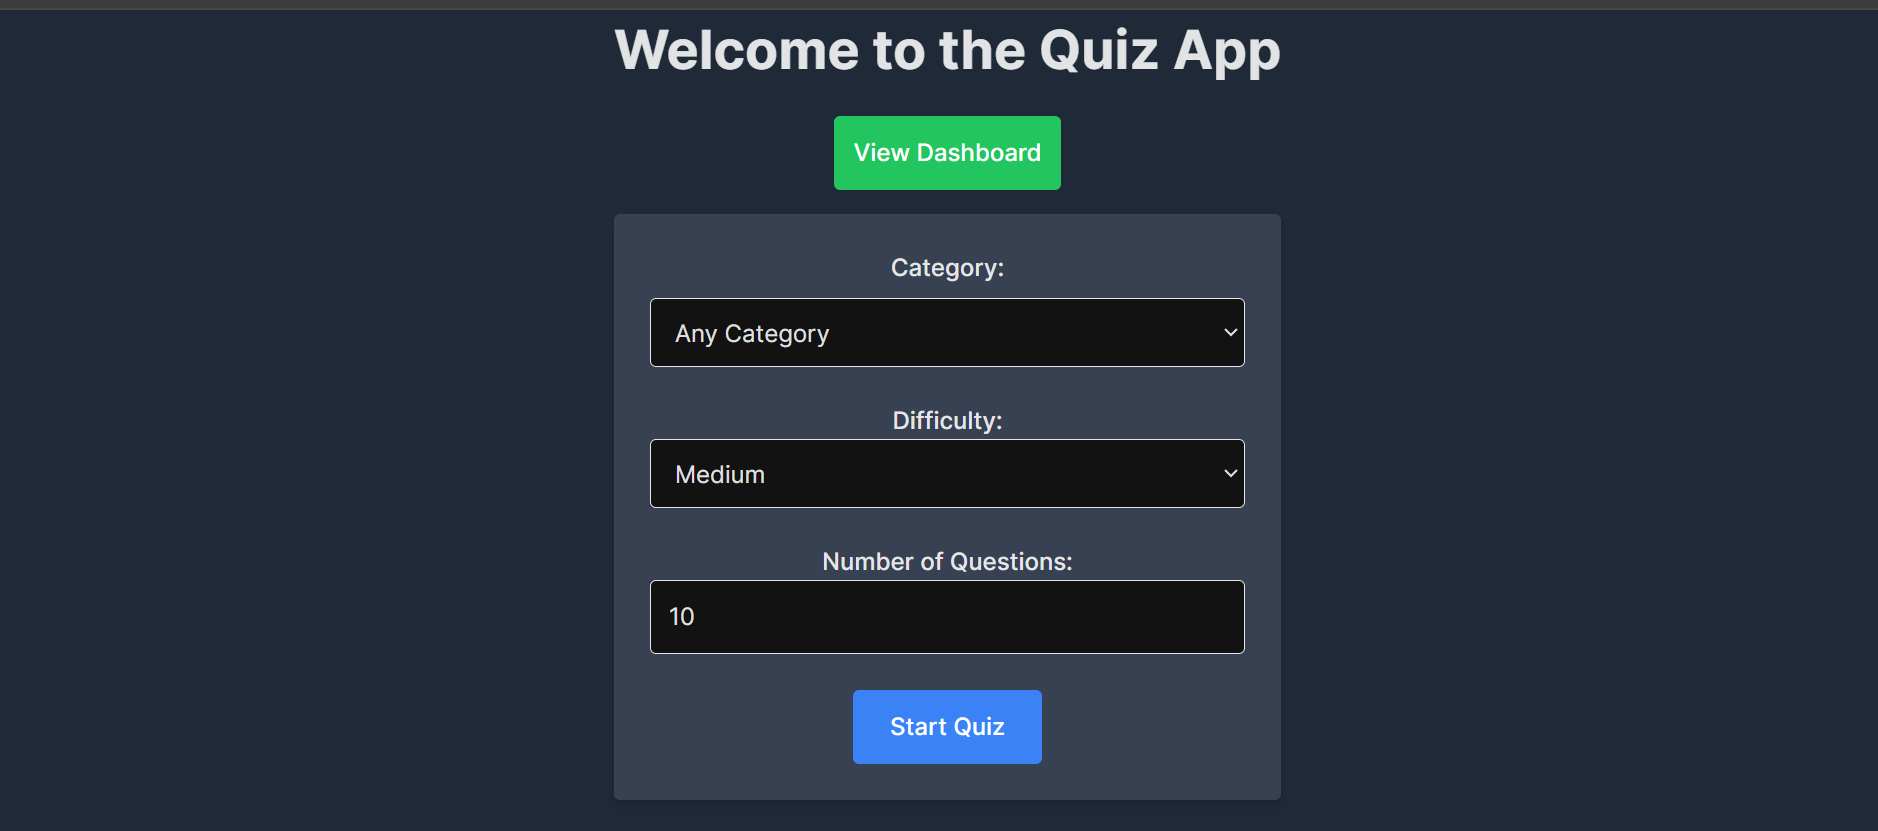 Welcome to the Quiz App
View Dashboard
Category:
Any Category
Difficulty:
Medium
Number of Questions:
10
Start Quiz